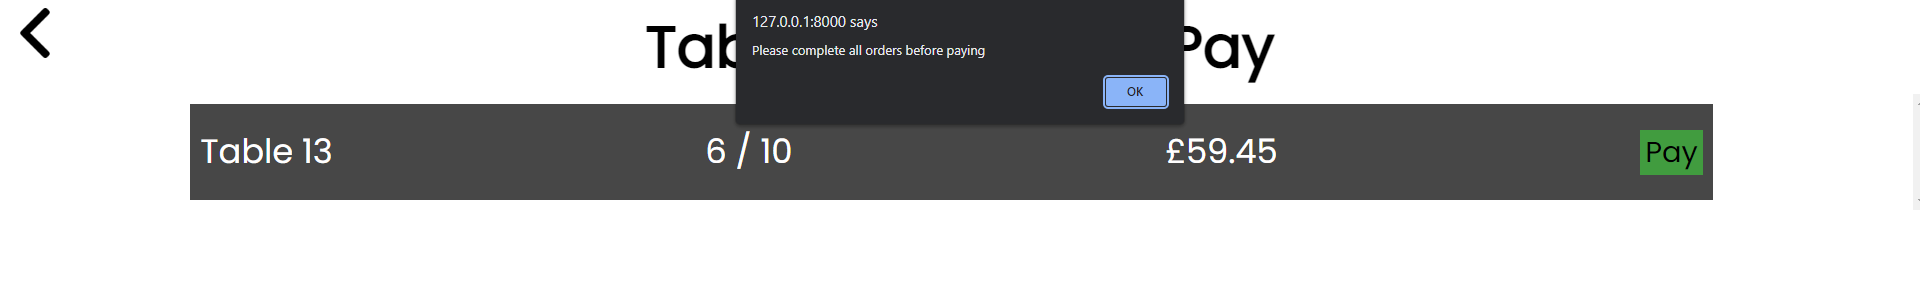 127.0.0.1:8000 says
Please complete all orders before paying
OK
Pay
Table 13 6 / 10 £59.45 Pay